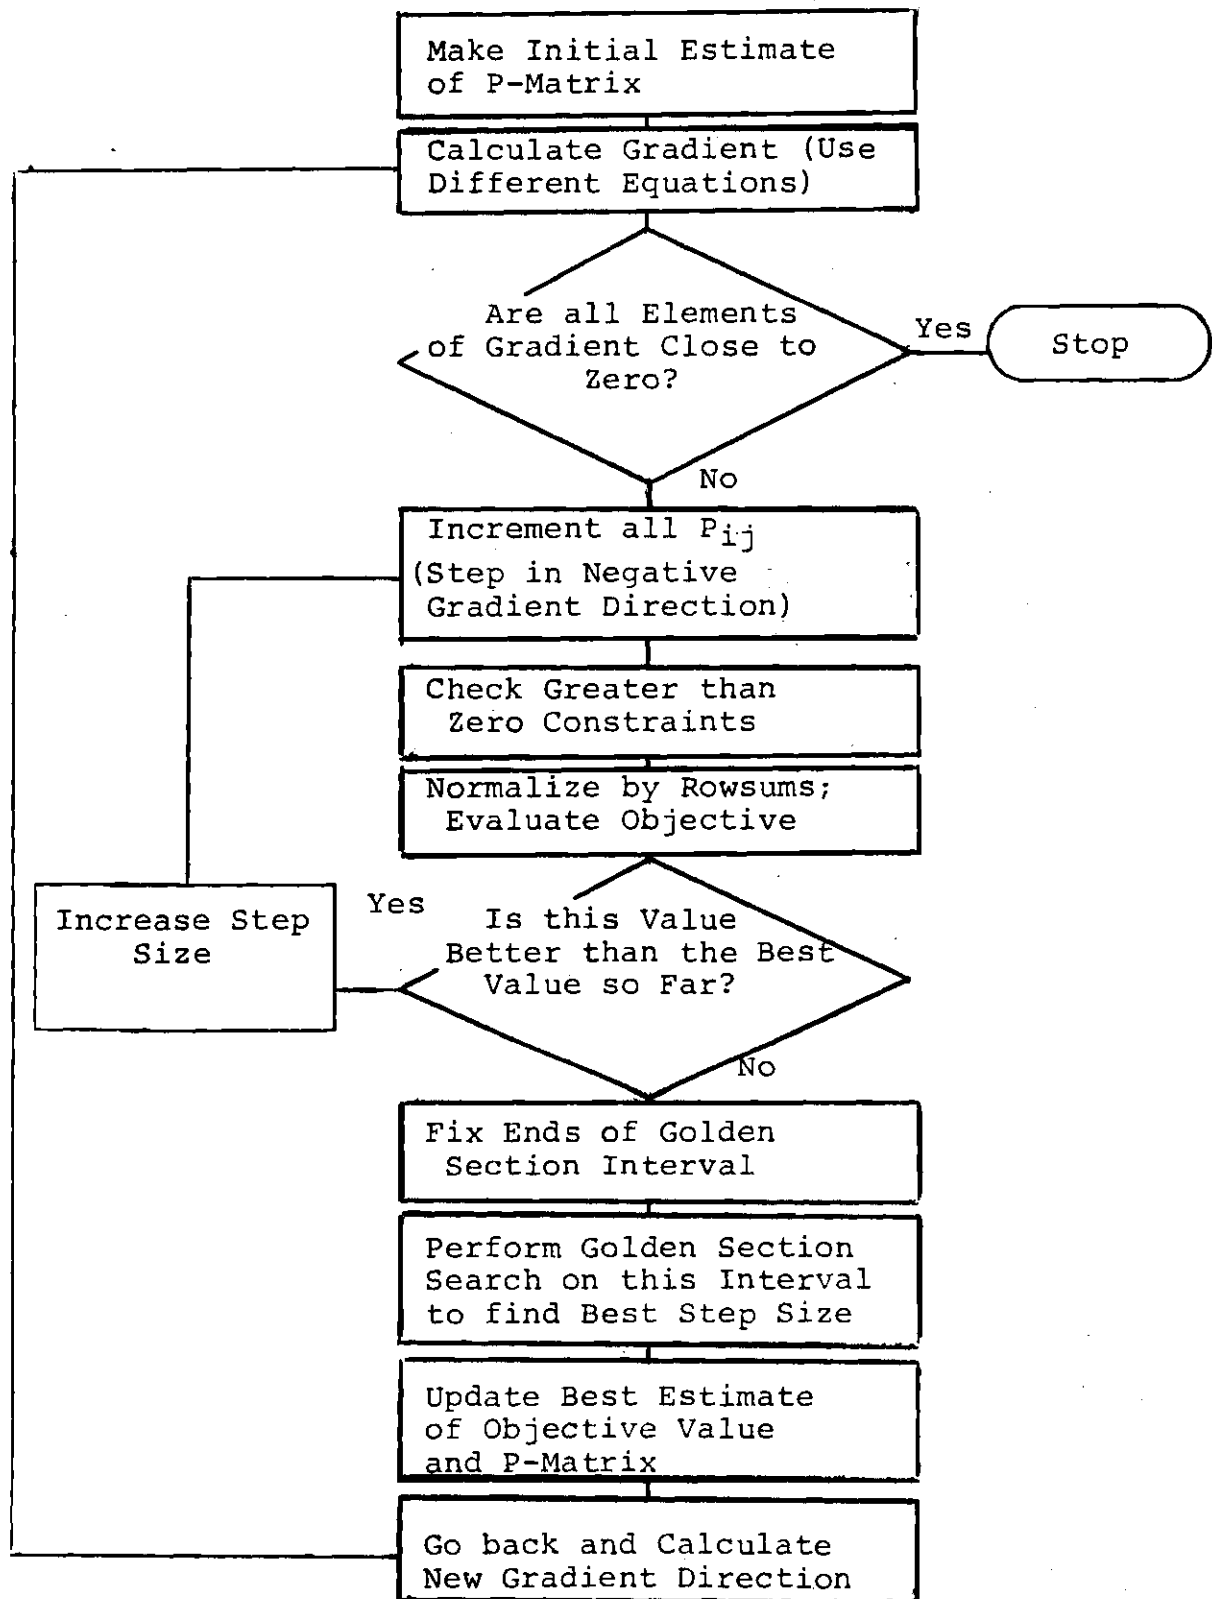 Make Initial Estimate
of P-Matrix
Calculate Gradient (Use
Different Equations)
Are all Elements
of Gradient Close to
Zero?
Yes
Stop
No
Increment all Pij
(Step in Negative
Gradient Direction)
Check Greater than
Zero Constraints
Normalize by Rowsums;
Evaluate Objective
Increase Step
Size
Yes
Is this Value
Better than the Best
Value so Far?
No
Fix Ends of Golden
Section Interval
Perform Golden Section
Search on this Interval
to find Best Step Size
Update Best Estimate
of Objective Value
and P-Matrix
Go back and Calculate
New Gradient Direction